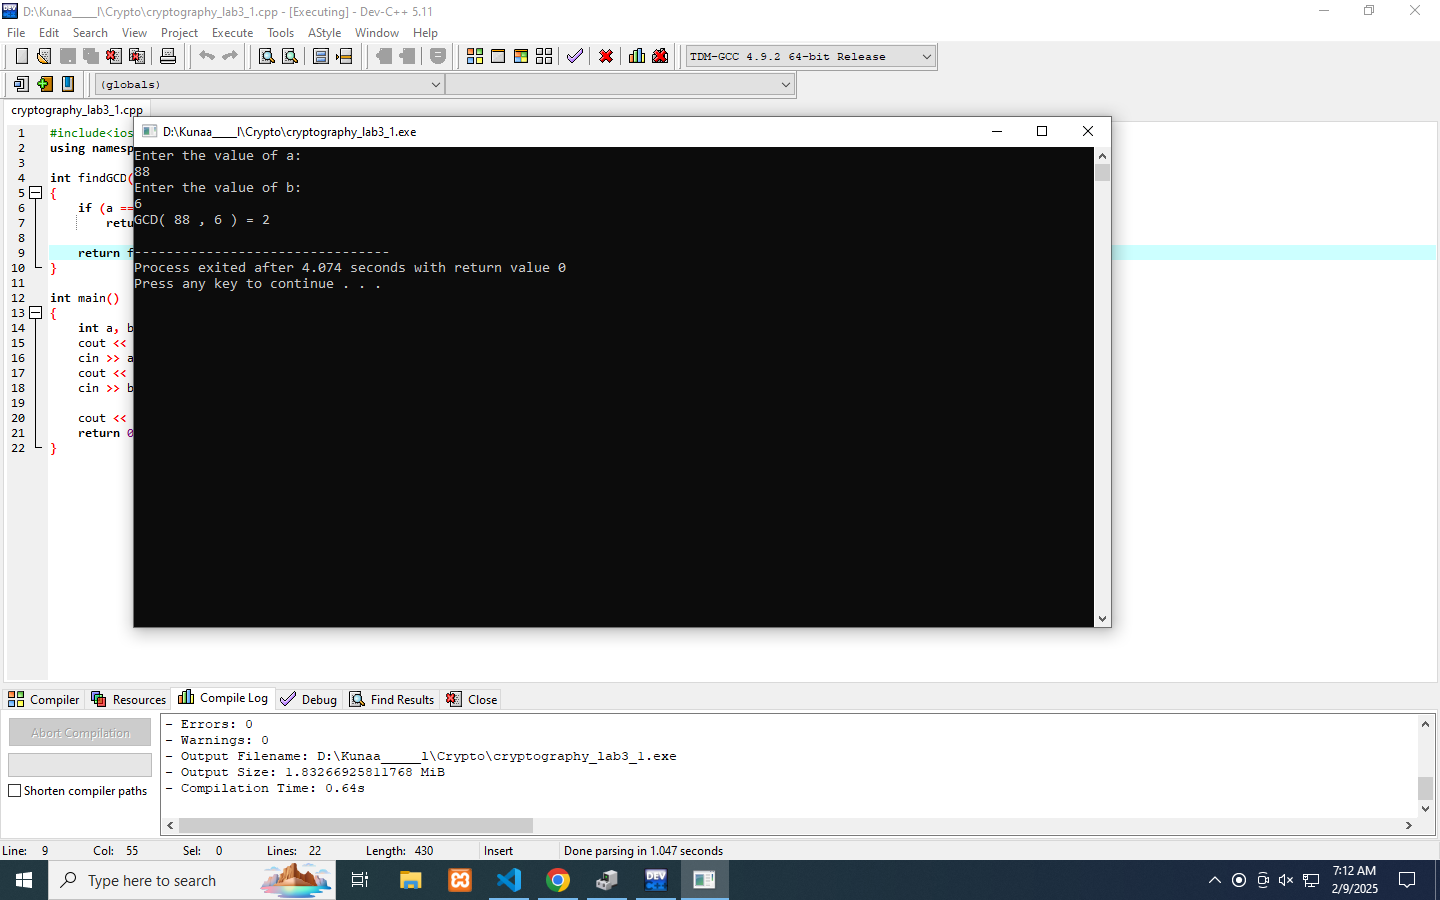 D:\Kunaa____l\Crypto\cryptography_lab3_1.cpp - [Executing] - Dev-C++ 5.11
File Edit Search View Project Execute Tools AStyle Window Help
TDM-GCC 4.9.2 64-bit Release
(globals)
cryptography_lab3_1.cpp
D:\Kunaa____l\Crypto\cryptography_lab3_1.exe
Enter the value of a:
88
Enter the value of b:
6
GCD( 88 , 6 ) = 2
--------------------------------
Process exited after 4.074 seconds with return value 0
Press any key to continue . . .
1 #include<ios
2 using namesp
3
4 int findGCD(
5 {
6 if (a ==
7 retu
8
9 return f
10 }
11
12 int main()
13 {
14 int a, b
15 cout <<
16 cin >> a
17 cout <<
18 cin >> b
19
20 cout <<
21 return 0
22 }
Compiler Resources Compile Log Debug Find Results Close
Abort Compilation
Shorten compiler paths
- Errors: 0
- Warnings: 0
- Output Filename: D:\Kunaa_____l\Crypto\cryptography_lab3_1.exe
- Output Size: 1.83266925811768 MiB
- Compilation Time: 0.64s
Line: 9 Col: 55 Sel: 0 Lines: 22 Length: 430 Insert Done parsing in 1.047 seconds
Type here to search
DEV
7:12 AM
2/9/2025